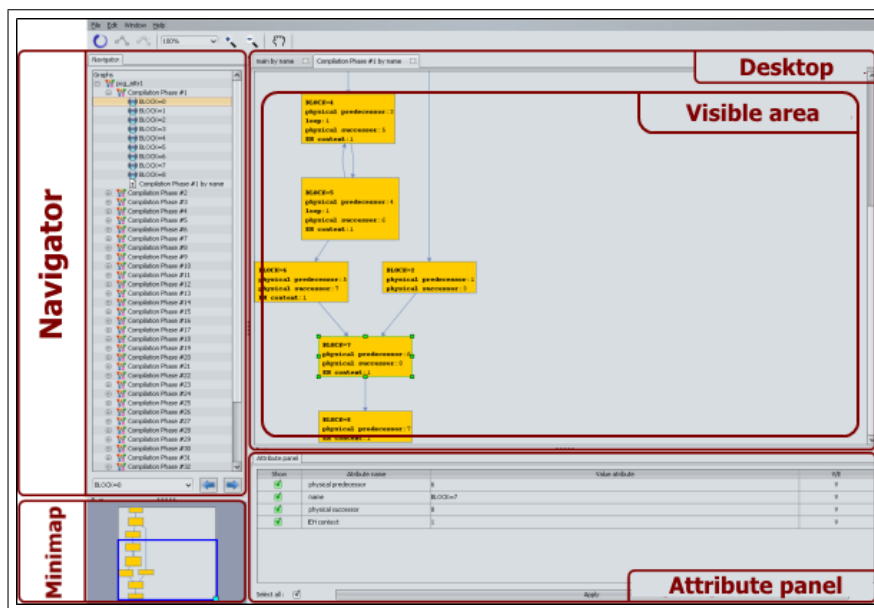 File Edit Window Help
100%
Navigator
Graphs
pcg_attr1
Compilation Phase #1
BLOCK=0
BLOCK=1
BLOCK=2
BLOCK=3
BLOCK=4
BLOCK=5
BLOCK=6
BLOCK=7
BLOCK=8
Compilation Phase #1 by name
Compilation Phase #2
Compilation Phase #3
Compilation Phase #4
Compilation Phase #5
Compilation Phase #6
Compilation Phase #7
Compilation Phase #8
Compilation Phase #9
Compilation Phase #10
Compilation Phase #11
Compilation Phase #12
Compilation Phase #13
Compilation Phase #14
Compilation Phase #15
Compilation Phase #16
Compilation Phase #17
Compilation Phase #18
Compilation Phase #19
Compilation Phase #20
Compilation Phase #21
Compilation Phase #22
Compilation Phase #23
Compilation Phase #24
Compilation Phase #25
Compilation Phase #26
Compilation Phase #27
Compilation Phase #28
Compilation Phase #29
Compilation Phase #30
Compilation Phase #31
Compilation Phase #32
BLOCK=0
Navigator
Minimap
main by name
Compilation Phase #1 by name
Desktop
Visible area
BLOCK=4
physical predecessor:3
loop:1
physical successor:5
EH context:1
BLOCK=5
physical predecessor:4
loop:1
physical successor:6
EH context:1
BLOCK=6
physical predecessor:5
physical successor:7
EH context:1
BLOCK=2
physical predecessor:1
physical successor:3
BLOCK=7
physical predecessor:6
physical successor:8
EH context:1
BLOCK=8
physical predecessor:7
EH context:1
Attribute panel
Show Attribute name Value attribute V/E
physical predecessor 6 V
name BLOCK=7 V
physical successor 8 V
EH context 1 V
Select all: Apply
Attribute panel